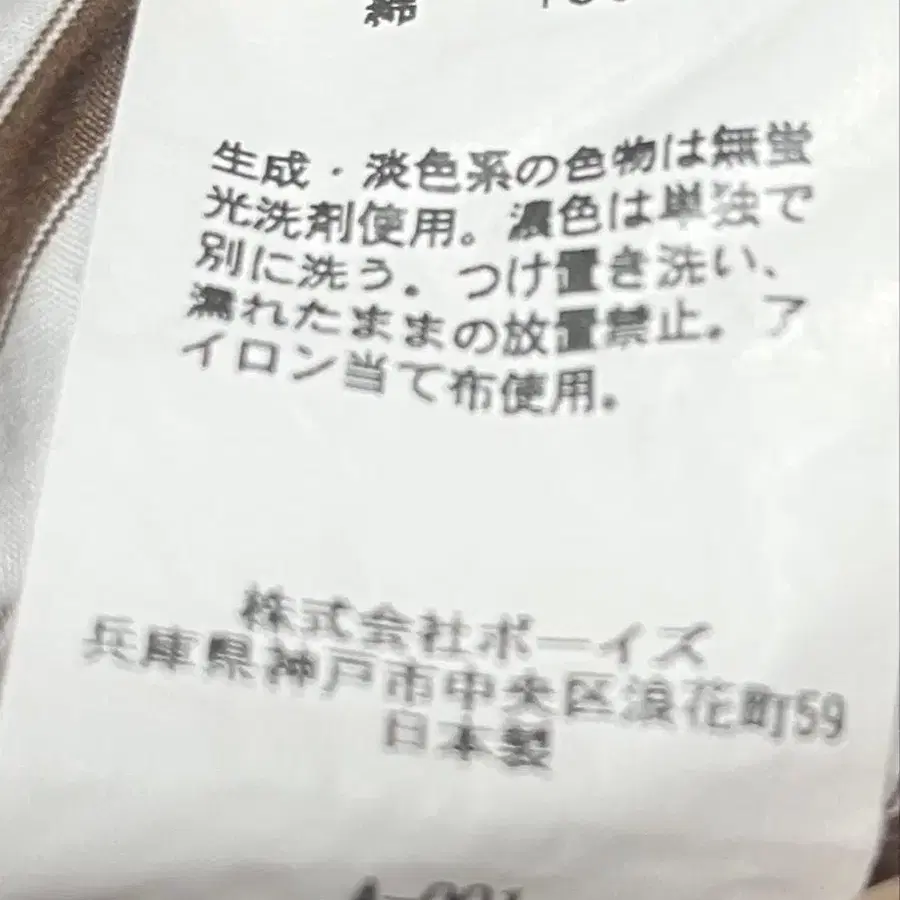 綿
生成・淡色系の色物は無蛍
光洗剤使用。濃色は単独で
別に洗う。つけ置き洗い、
濡れたままの放置禁止。ア
イロン当て布使用。
株式会社ボーイズ
兵庫県神戸市中央区浪花町59
日本製